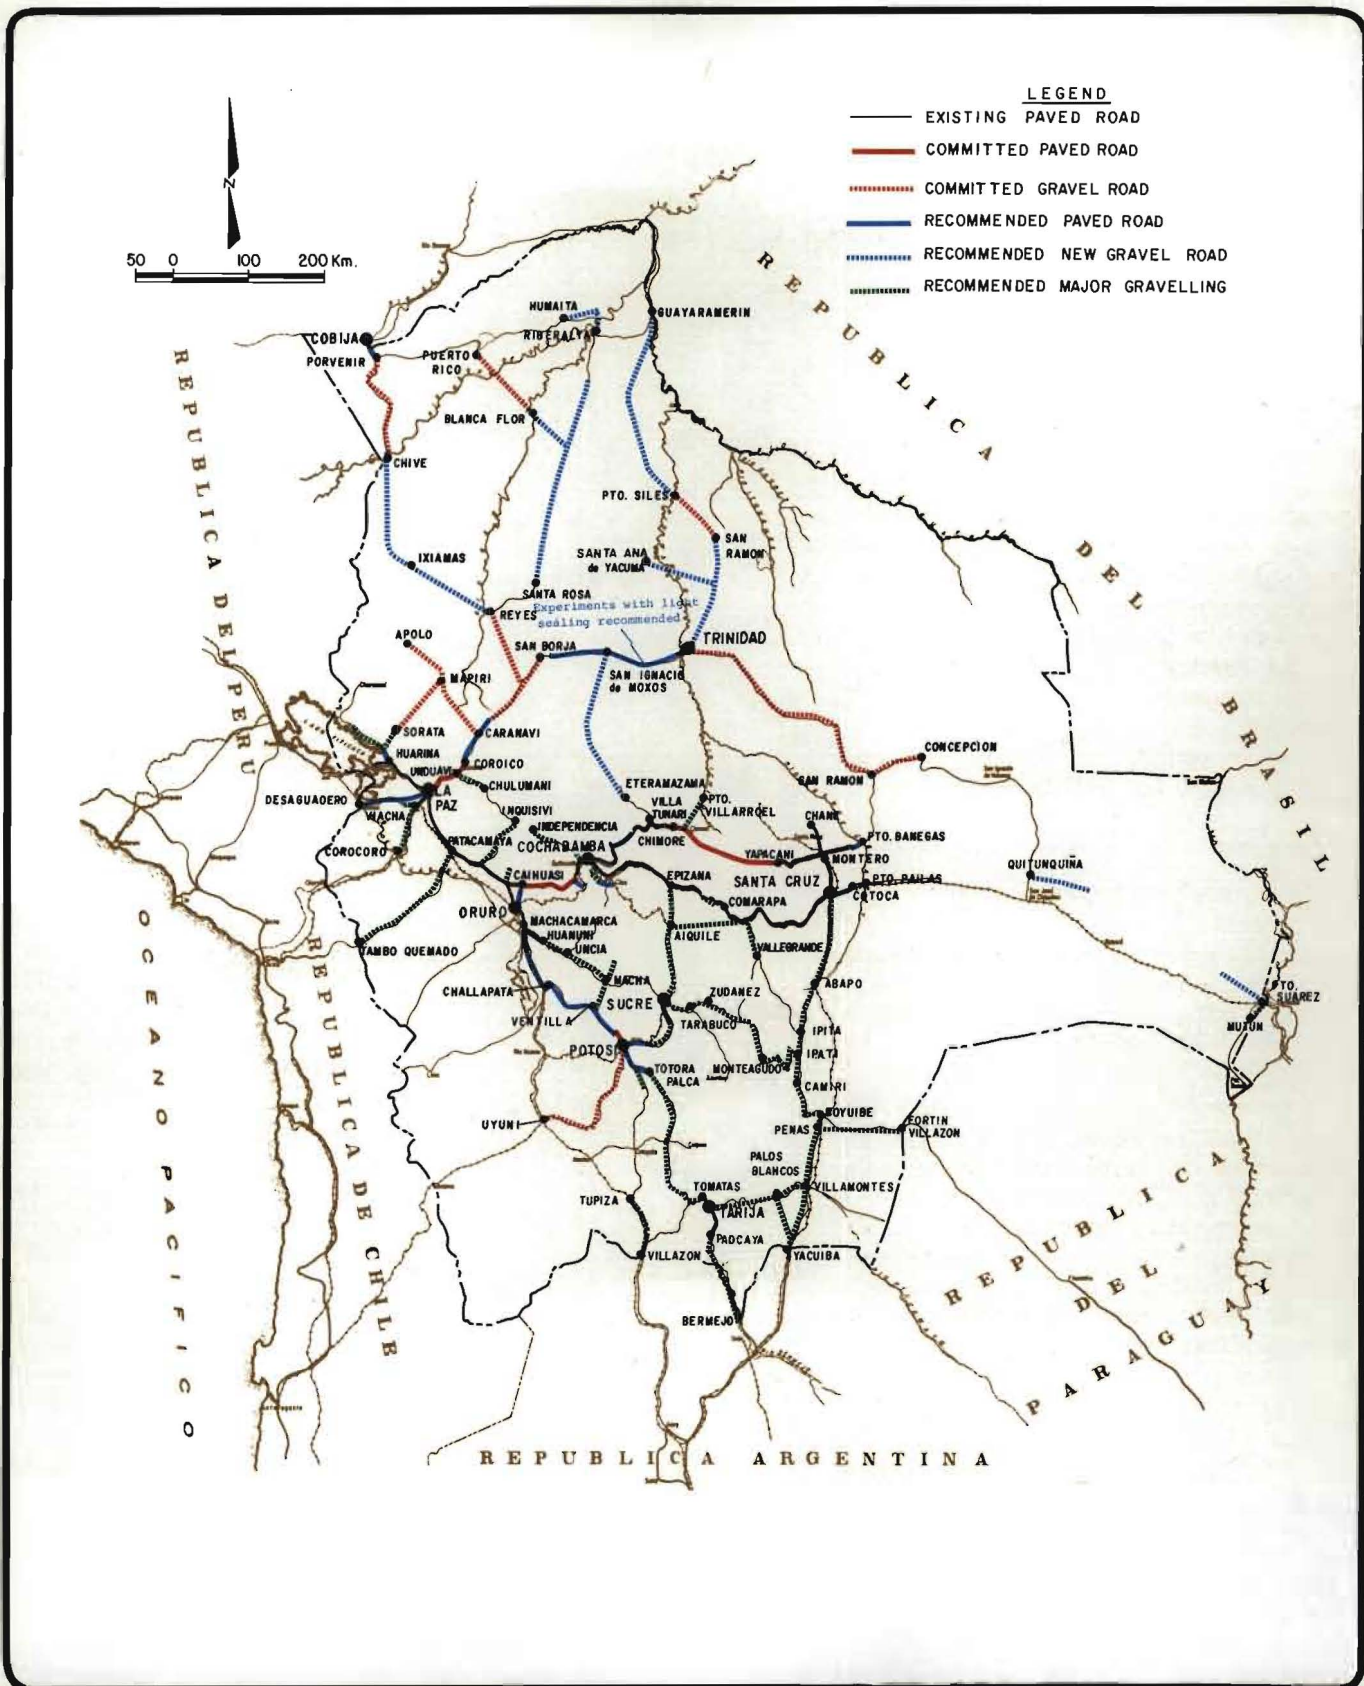 LEGEND
EXISTING PAVED ROAD
COMMITTED PAVED ROAD
COMMITTED GRAVEL ROAD
RECOMMENDED PAVED ROAD
RECOMMENDED NEW GRAVEL ROAD
RECOMMENDED MAJOR GRAVELLING
N
50 0 100 200 Km.
REPUBLICA DEL BRASIL
REPUBLICA DEL PERU
HUMAITA
GUAYARAMERIN
RIBERALTA
COBIJA
PORVENIR
PUERTO
RICO
BLANCA FLOR
CHIVE
PTO. SILES
SAN
RAMON
IXIAMAS
SANTA ANA
de YACUMA
SANTA ROSA
REYES
Experiments with light
sealing recommended
APOLO
SAN BORJA
TRINIDAD
MAPIRI
SAN IGNACIO
de MOXOS
SORATA
CARANAVI
HUARINA
CONCEPCION
UNDUAVI
COROICO
SAN RAMON
CHULUMANI
ETERAMAZAMA
DESAGUADERO
LA
PAZ
VIACHA
INQUISIVI
VILLA
TUNARI
PTO.
VILLARROEL
CHANE
INDEPENDENCIA
CHIMORE
PTO. BANEGAS
PATACAMAYA
COCHABAMBA
COROCORO
YAPACANI
MONTERO
QUITUNQUIÑA
CAIHUASI
EPIZANA
SANTA CRUZ
PTO. PAILAS
COTOCA
COMARAPA
ORURO
MACHACAMARCA
HUANUNI
UNCIA
AIQUILE
VALLEGRANDE
TAMBO QUEMADO
MACHA
CHALLAPATA
SUCRE
ZUDANEZ
ABAPO
VENTILLA
TARABUCO
PTO.
SUAREZ
MUTUN
IPITA
POTOSI
IPATI
TOTORA
PALCA
MONTEAGUDO
CAMIRI
UYUNI
BOYUIBE
PENAS
FORTIN
VILLAZON
PALOS
BLANCOS
TUPIZA
TOMATAS
VILLAMONTES
TARIJA
PADCAYA
VILLAZON
YACUIBA
BERMEJO
OCEANO PACIFICO
REPUBLICA DE CHILE
REPUBLICA
DEL
PARAGUAY
REPUBLICA ARGENTINA